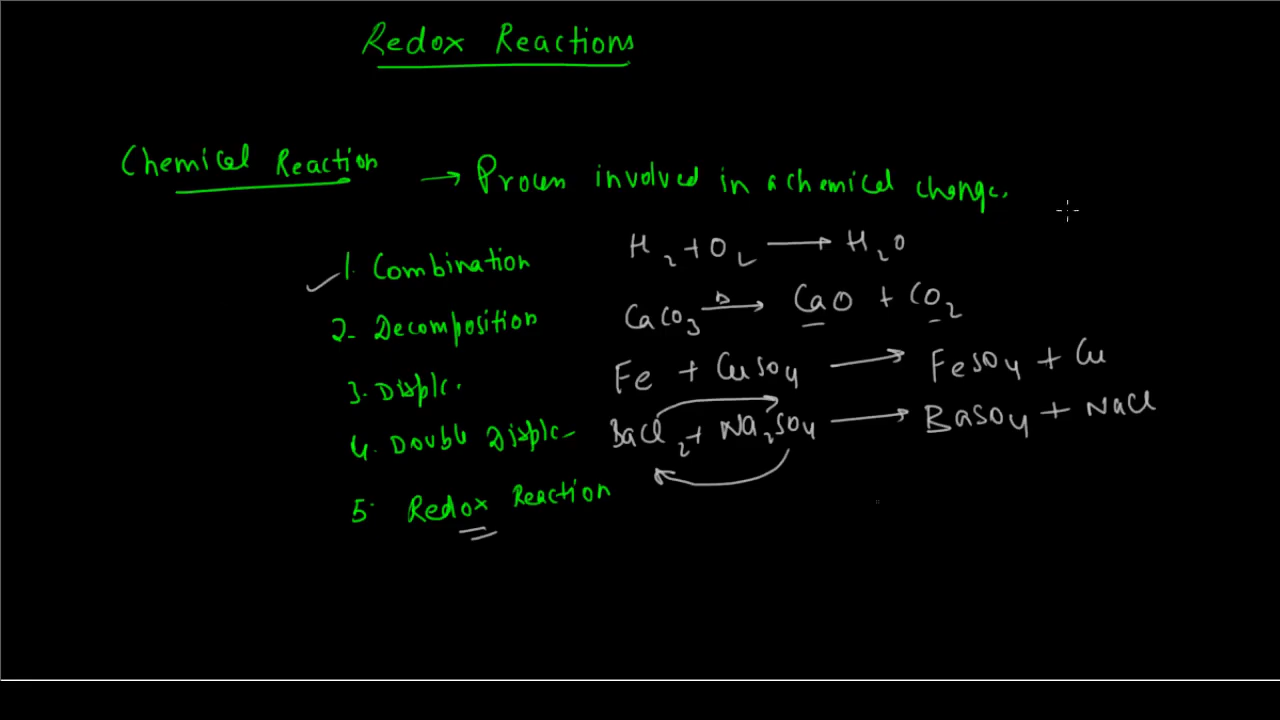 Redox Reactions
Chemical Reaction → Process involved in a chemical change.
✓ 1. Combination H₂ + O₂ → H₂O
2- Decomposition CaCO₃ –Δ→ CaO + CO₂
3. Displc. Fe + CuSO₄ → FeSO₄ + Cu
4. Double Displc- BaCl₂ + Na₂SO₄ → BaSO₄ + NaCl
5. Redox Reaction